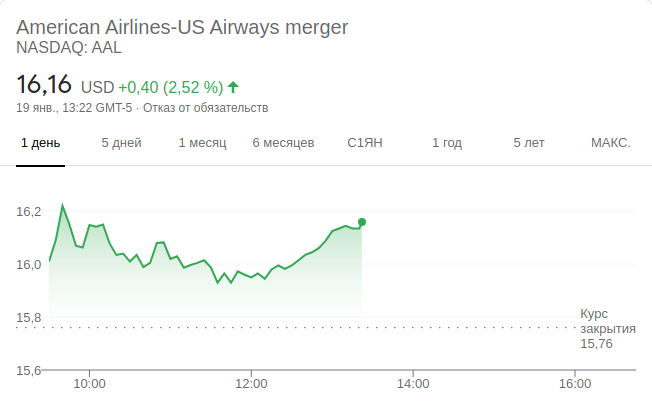 American Airlines-US Airways merger
NASDAQ: AAL
16,16 USD +0,40 (2,52 %)
19 янв., 13:22 GMT-5 · Отказ от обязательств
1 день 5 дней 1 месяц 6 месяцев С1ЯН 1 год 5 лет МАКС.
16,2
16,0
15,8
Курс
закрытия
15,76
15,6
10:00 12:00 14:00 16:00